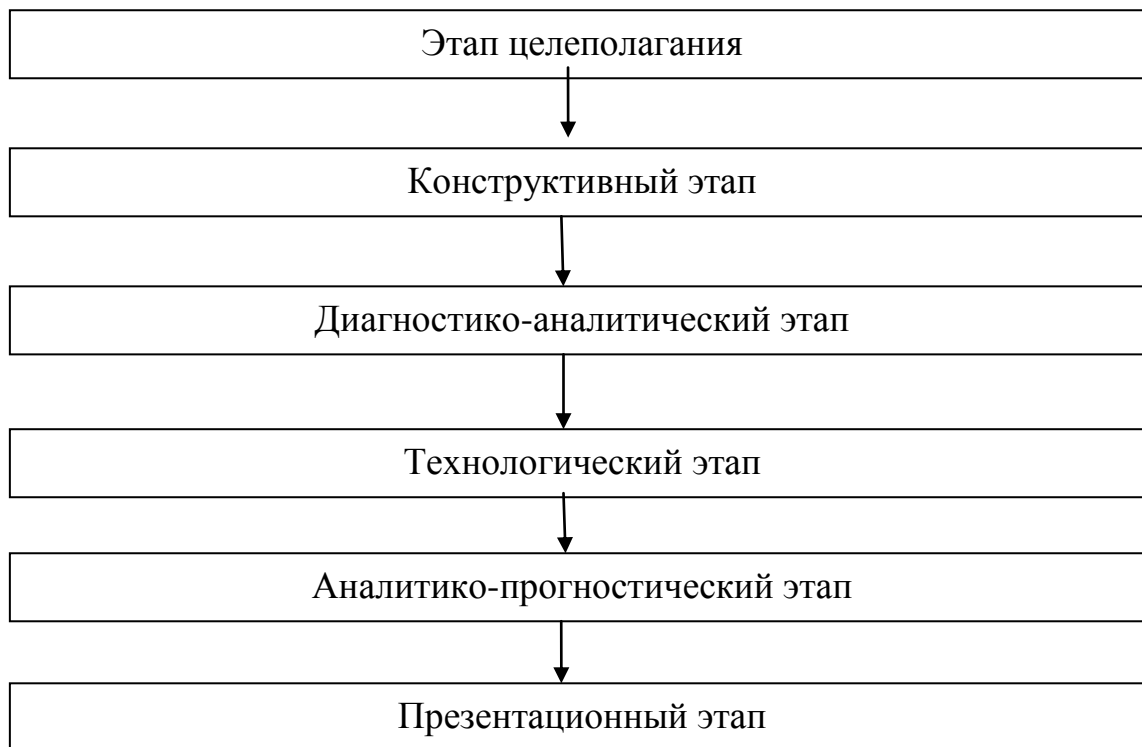 Этап целеполагания
Конструктивный этап
Диагностико-аналитический этап
Технологический этап
Аналитико-прогностический этап
Презентационный этап